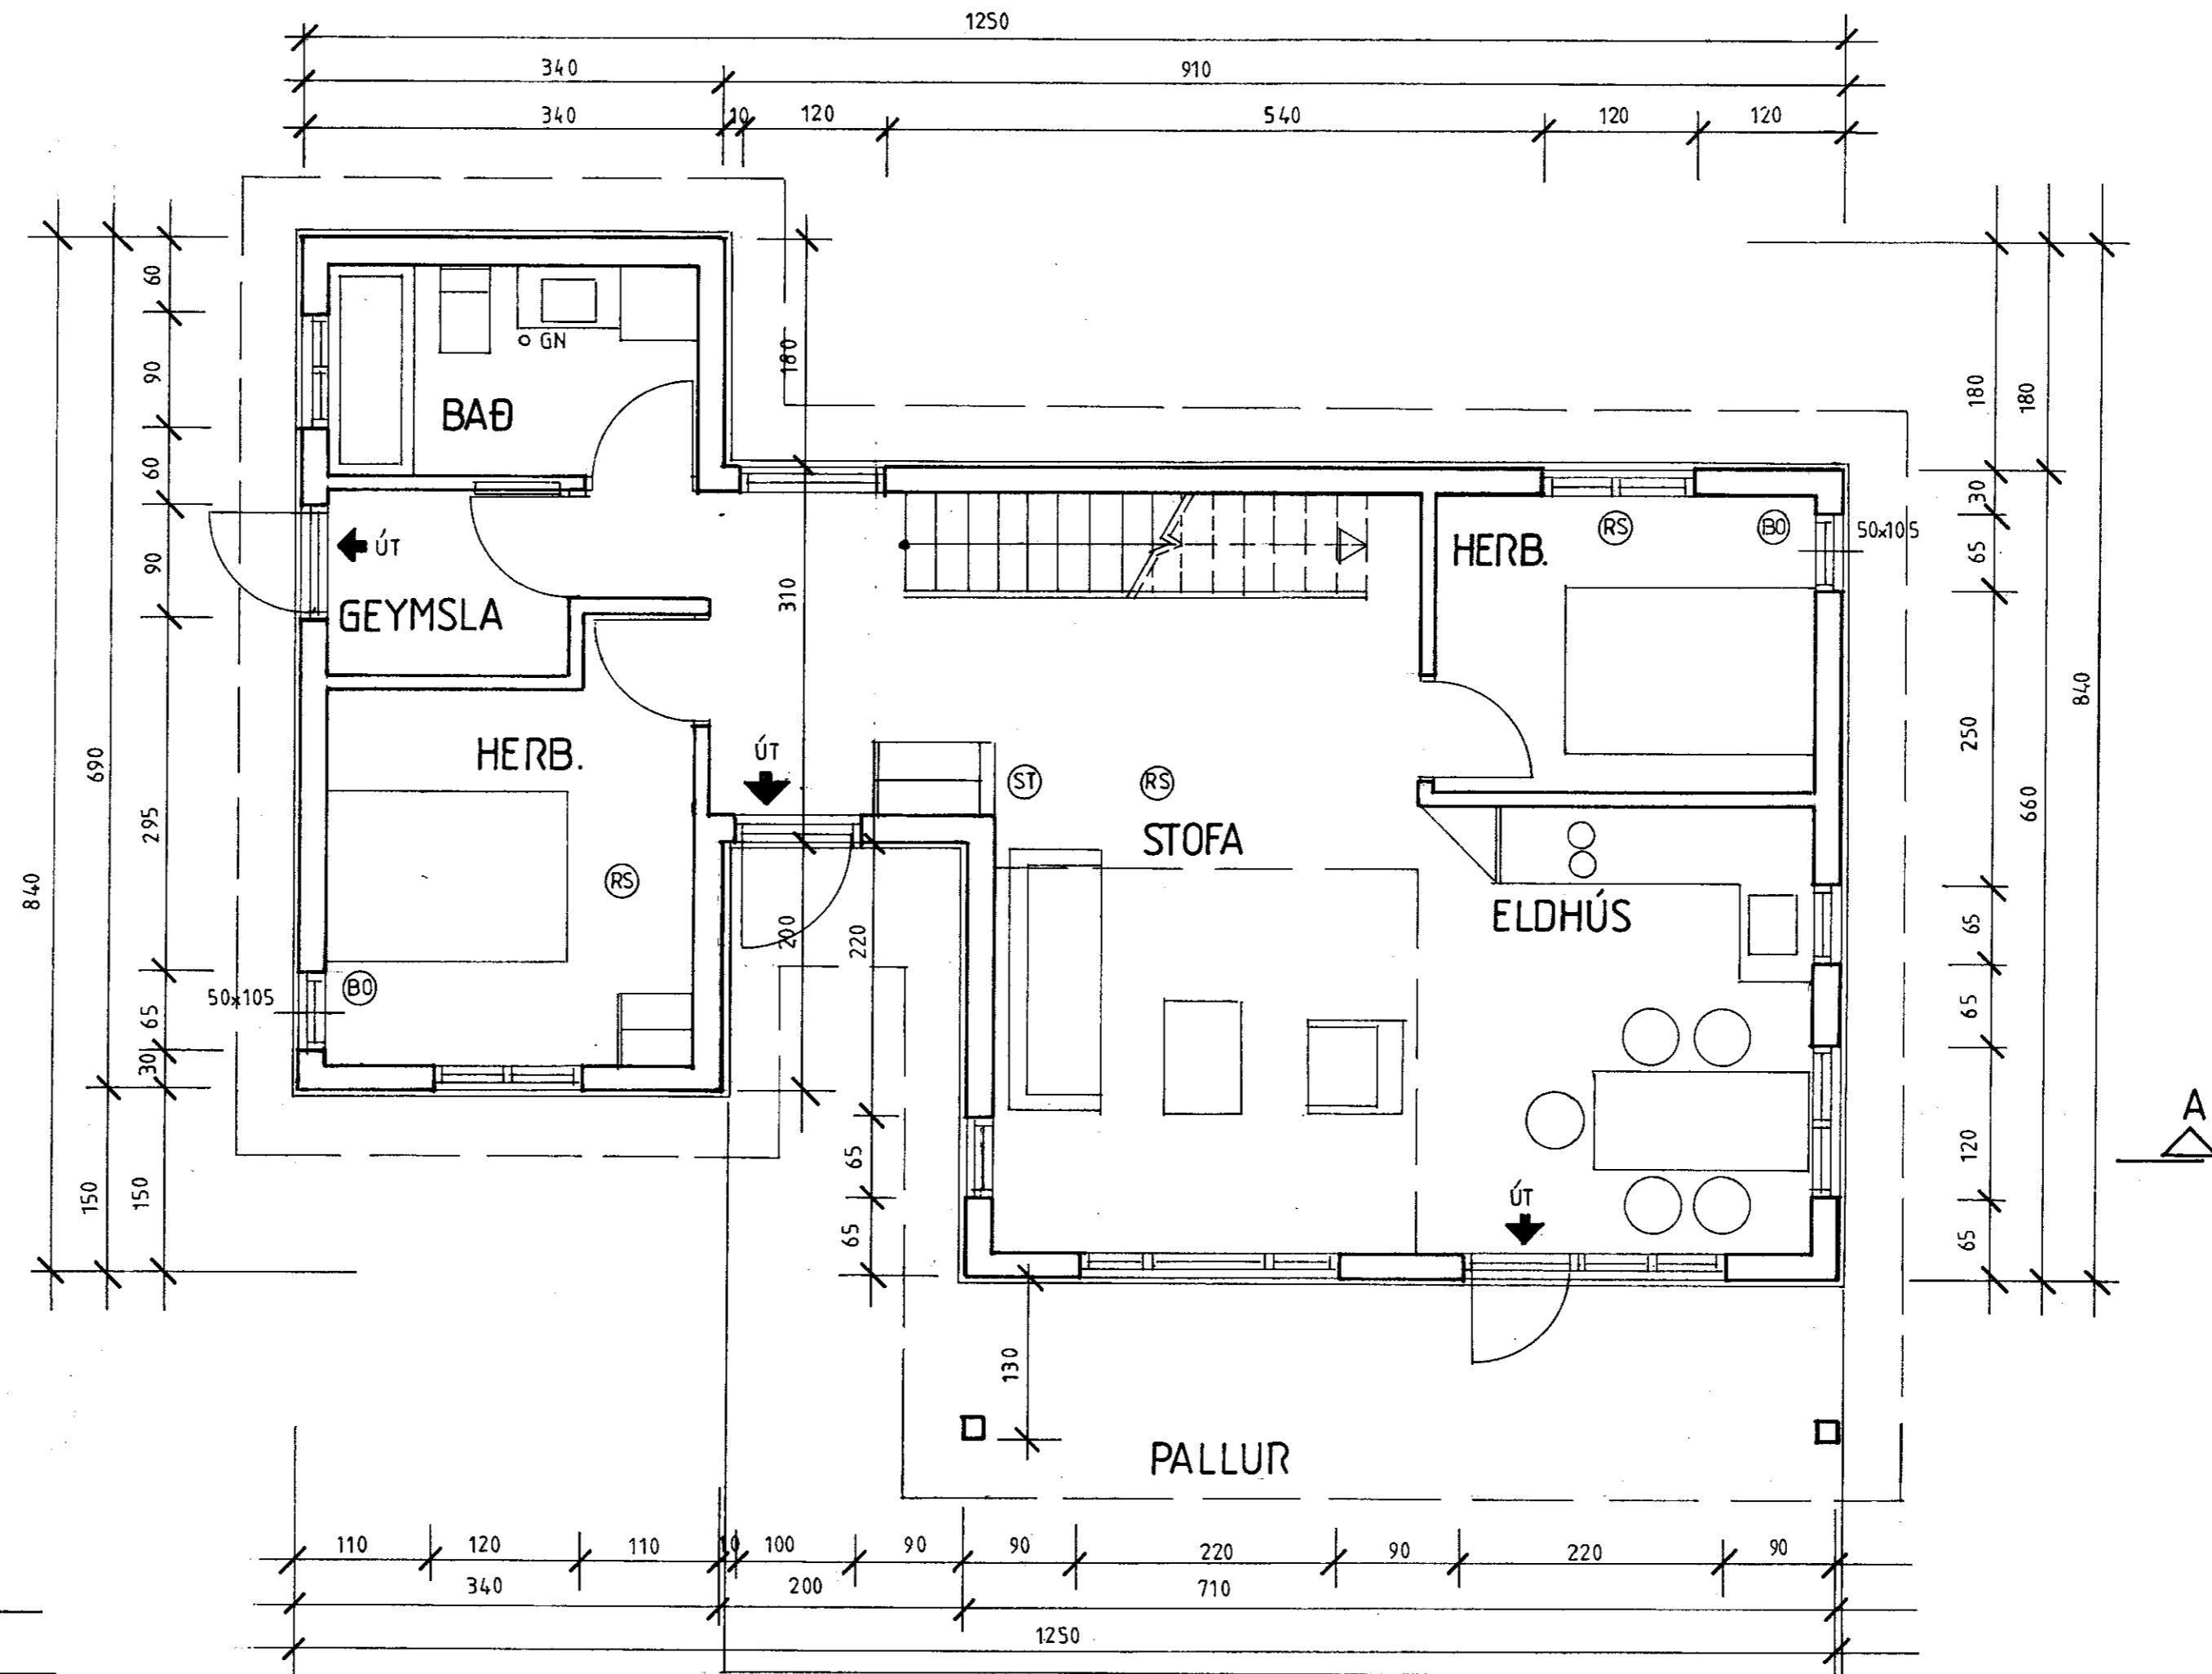 1250
340 910
340 10 120 540 120 120
60
90
60
90
295
65
30
150
690
150
840
180
310
200
220
65
65
130
180
30
65
250
65
65
120
65
180
660
840
GN
BAÐ
ÚT
GEYMSLA
HERB.
RS
BO
50x105
ÚT
ST
RS
STOFA
HERB.
RS
BO
50x105
ELDHÚS
ÚT
A
PALLUR
110 120 110 10 100 90 90 220 90 220 90
340 200 710
1250